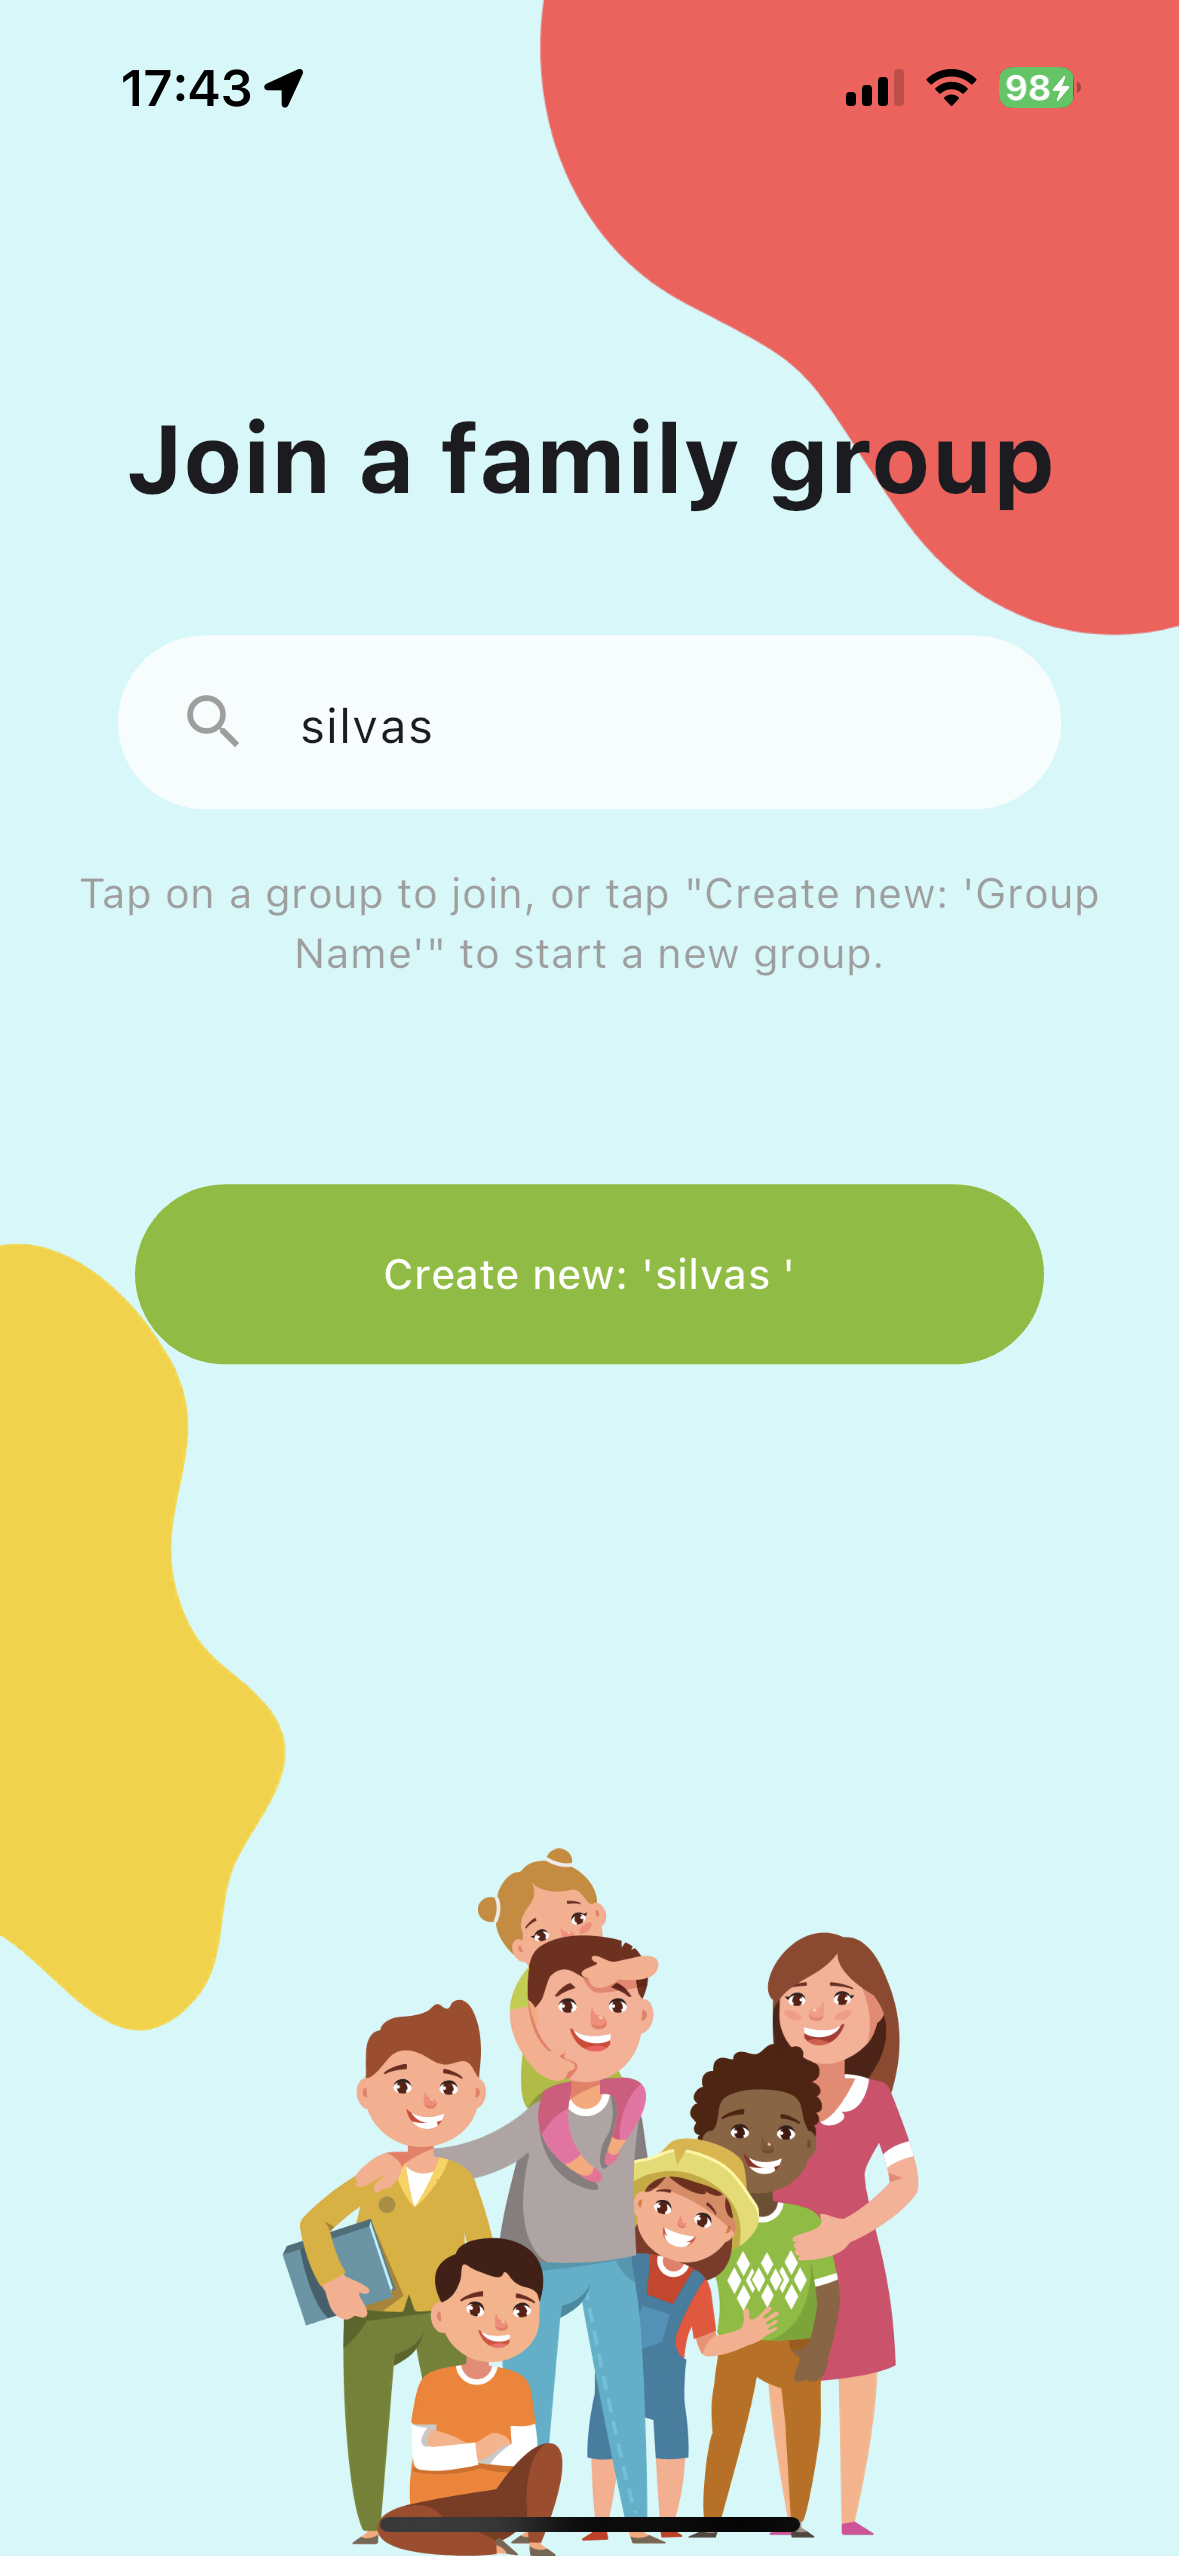 17:43
98
Join a family group
silvas
Tap on a group to join, or tap "Create new: 'Group
Name'" to start a new group.
Create new: 'silvas '